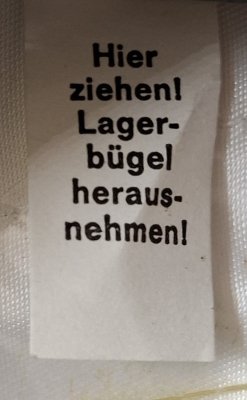 Hier
ziehen!
Lager-
bügel
heraus-
nehmen!